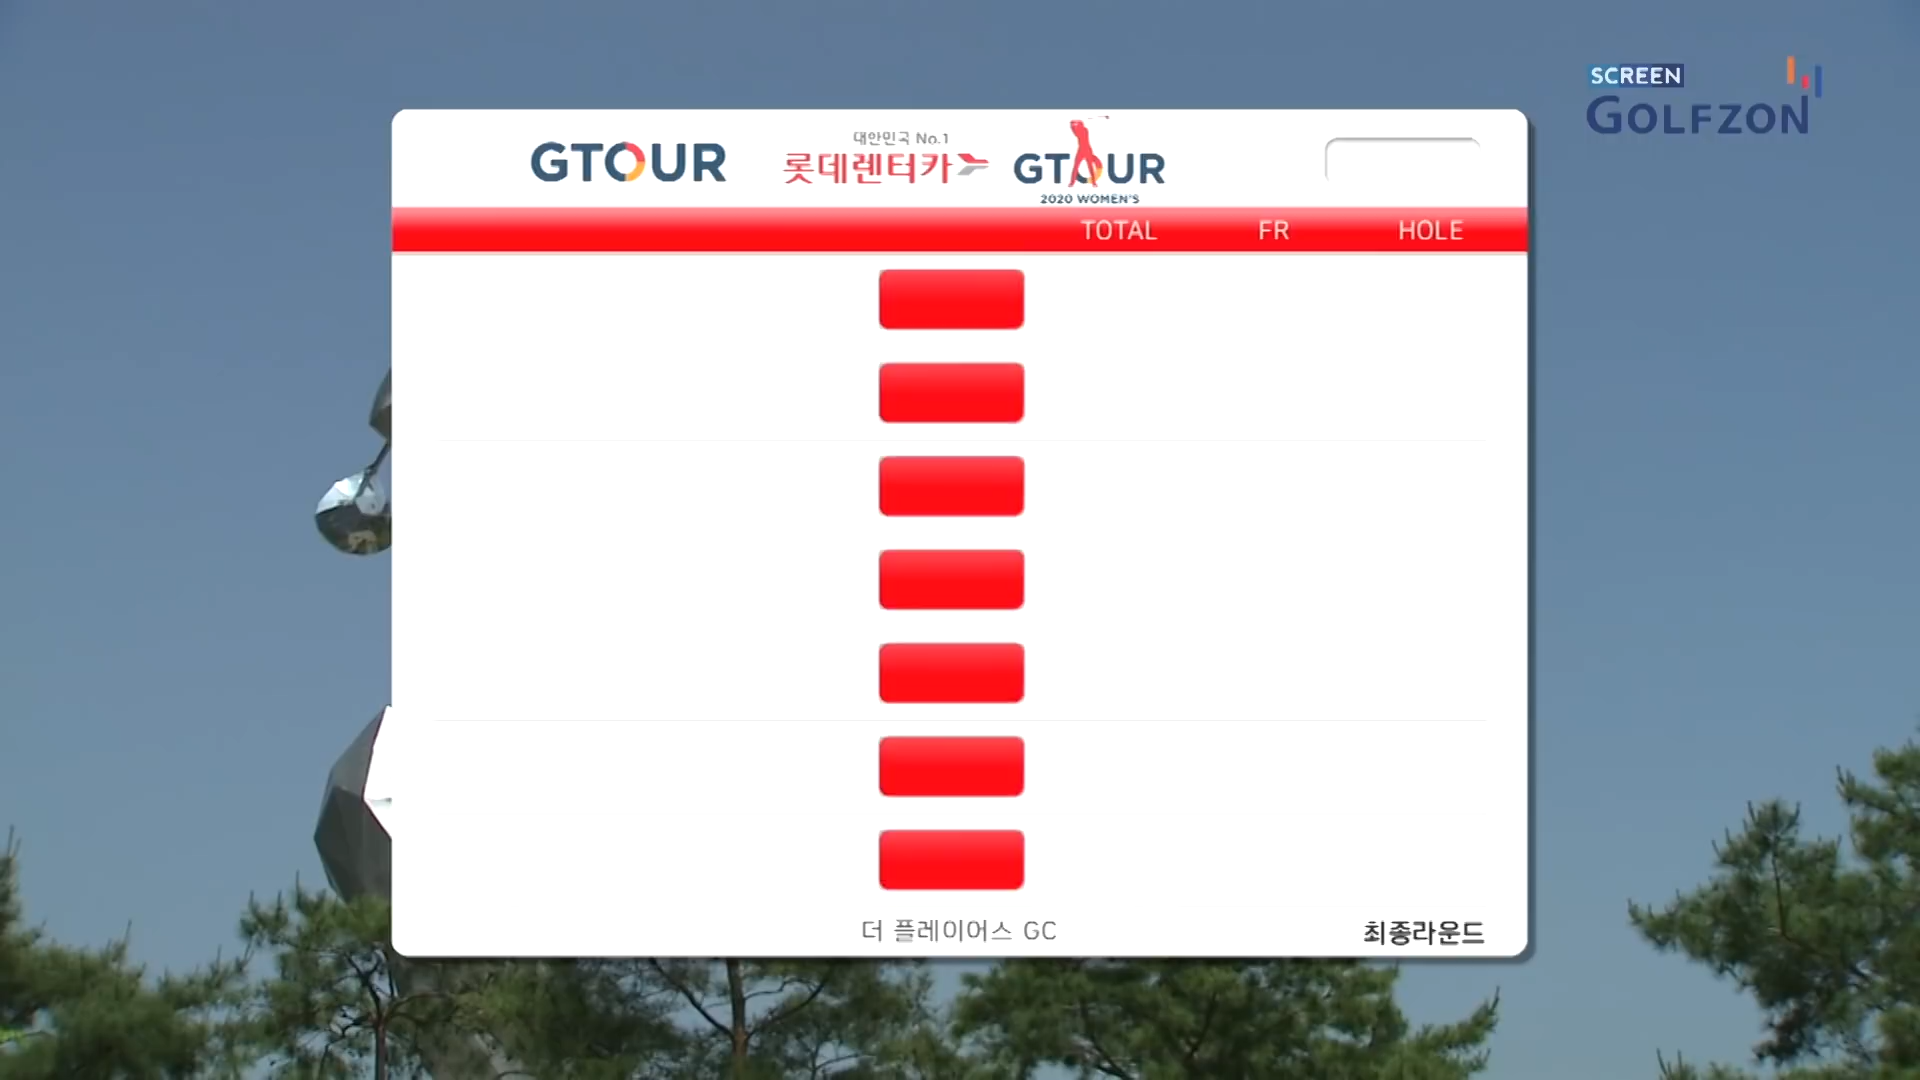 SCREEN
GOLFZON
GTOUR
대한민국 No.1
롯데렌터카
GTOUR
2020 WOMEN'S
TOTAL FR HOLE
더 플레이어스 GC
최종라운드